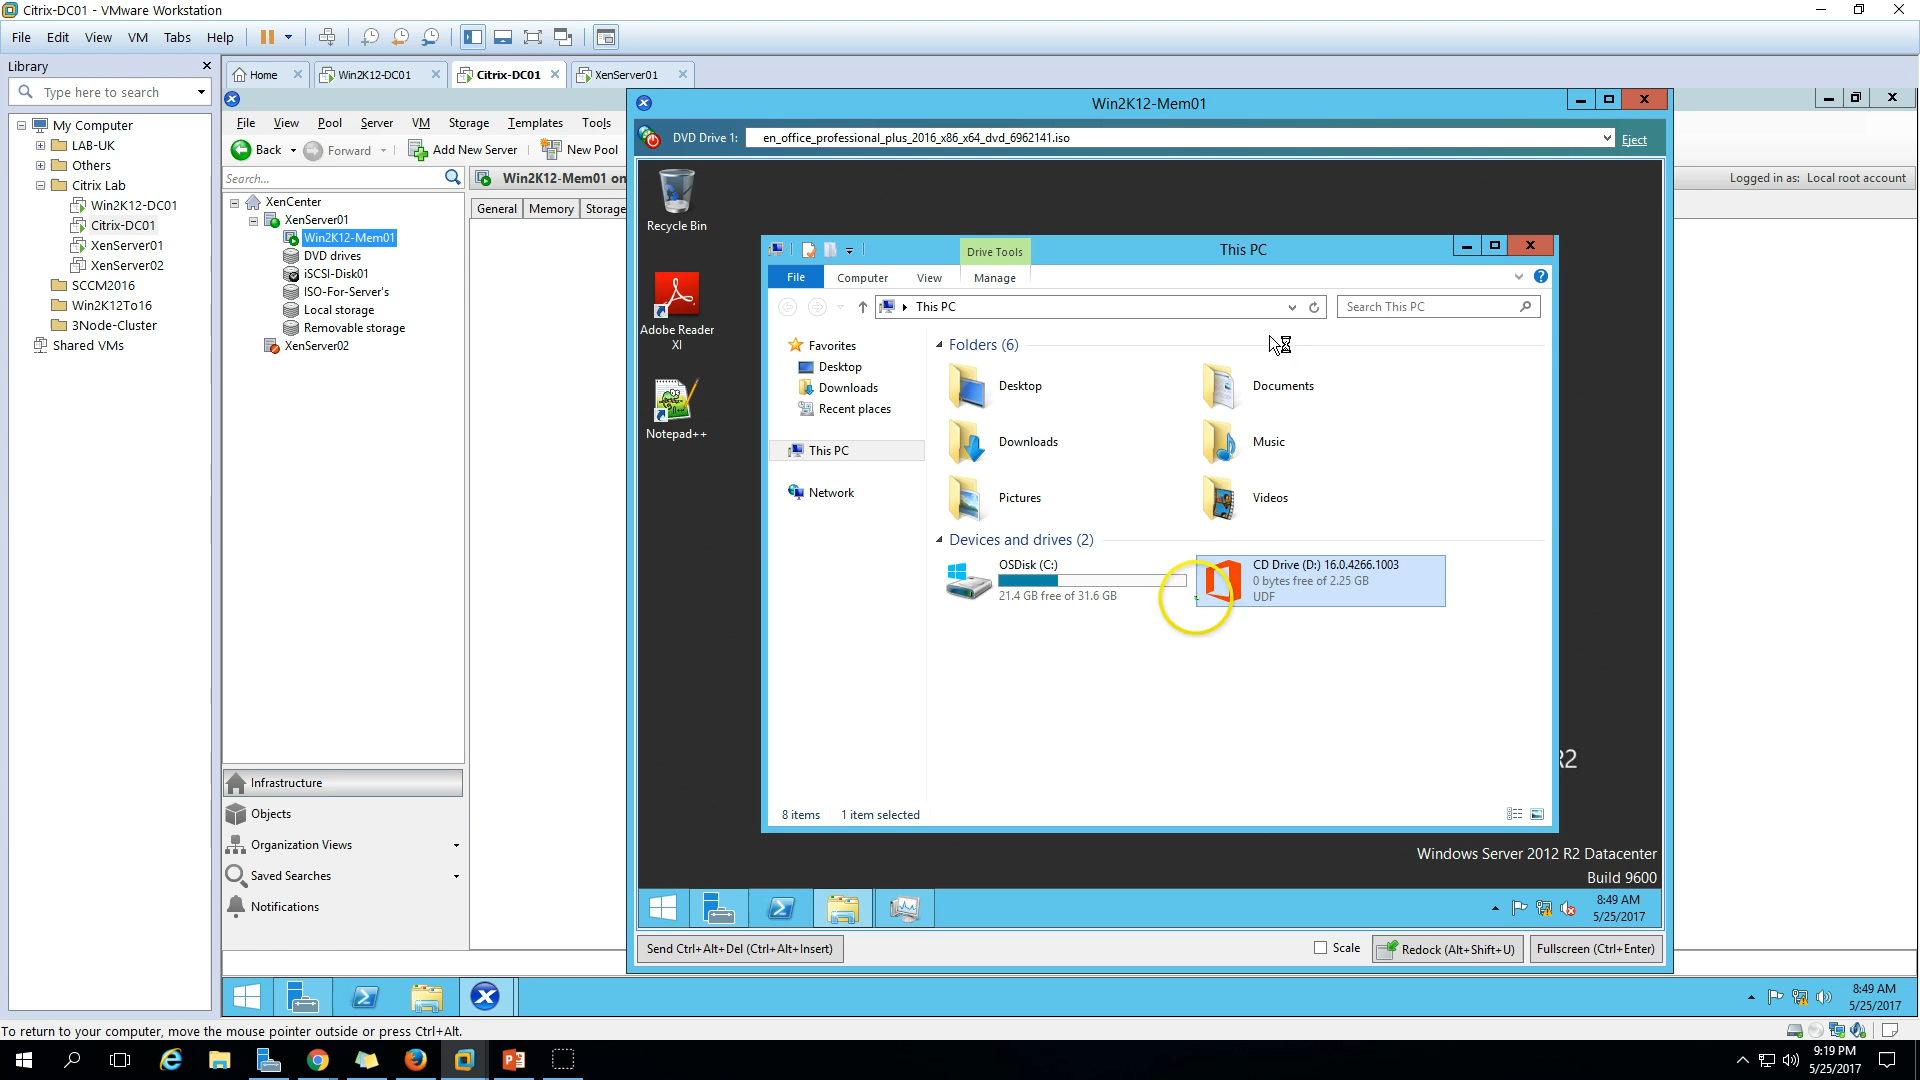 Citrix-DC01 - VMware Workstation
File Edit View VM Tabs Help
Library
Type here to search
My Computer
LAB-UK
Others
Citrix Lab
Win2K12-DC01
Citrix-DC01
XenServer01
XenServer02
SCCM2016
Win2K12To16
3Node-Cluster
Shared VMs
Home Win2K12-DC01 Citrix-DC01 XenServer01
File View Pool Server VM Storage Templates Tools
Back Forward Add New Server New Pool
Search... Win2K12-Mem01 on
Logged in as: Local root account
General Memory Storage
XenCenter
XenServer01
Win2K12-Mem01
DVD drives
iSCSI-Disk01
ISO-For-Server's
Local storage
Removable storage
XenServer02
Infrastructure
Objects
Organization Views
Saved Searches
Notifications
Win2K12-Mem01
DVD Drive 1: en_office_professional_plus_2016_x86_x64_dvd_6962141.iso Eject
Recycle Bin
Adobe Reader
XI
Notepad++
Drive Tools This PC
File Computer View Manage
This PC Search This PC
Favorites
Desktop
Downloads
Recent places
This PC
Network
Folders (6)
Desktop Documents
Downloads Music
Pictures Videos
Devices and drives (2)
OSDisk (C:)
21.4 GB free of 31.6 GB
CD Drive (D:) 16.0.4266.1003
0 bytes free of 2.25 GB
UDF
R2
8 items 1 item selected
Windows Server 2012 R2 Datacenter
Build 9600
8:49 AM
5/25/2017
Send Ctrl+Alt+Del (Ctrl+Alt+Insert) Scale Redock (Alt+Shift+U) Fullscreen (Ctrl+Enter)
8:49 AM
5/25/2017
To return to your computer, move the mouse pointer outside or press Ctrl+Alt.
9:19 PM
5/25/2017